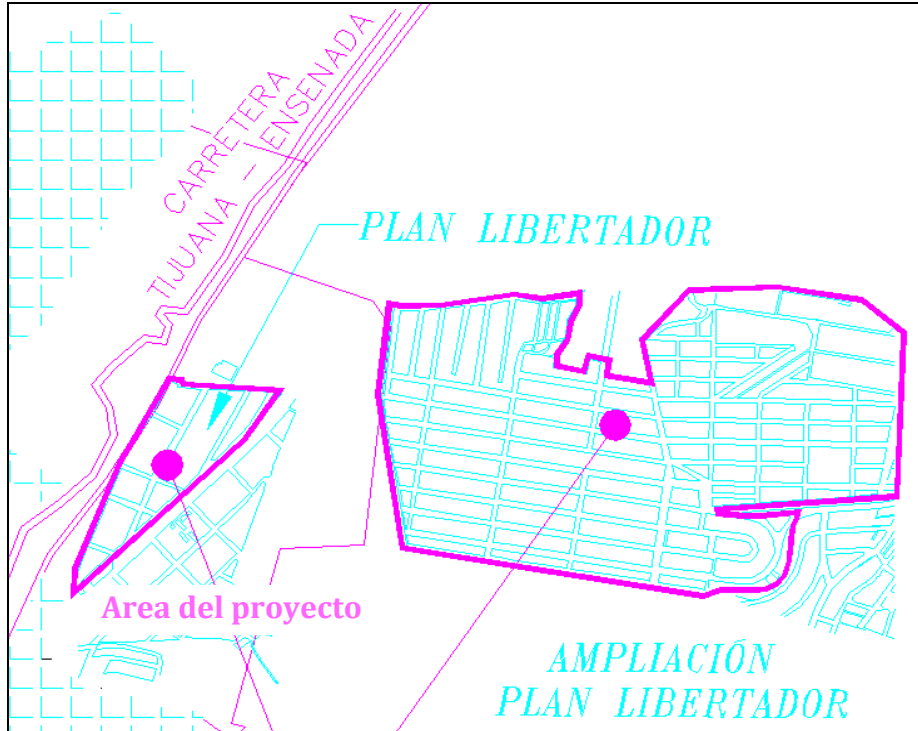 CARRETERA
TIJUANA - ENSENADA
PLAN LIBERTADOR
Area del proyecto
AMPLIACIÓN
PLAN LIBERTADOR